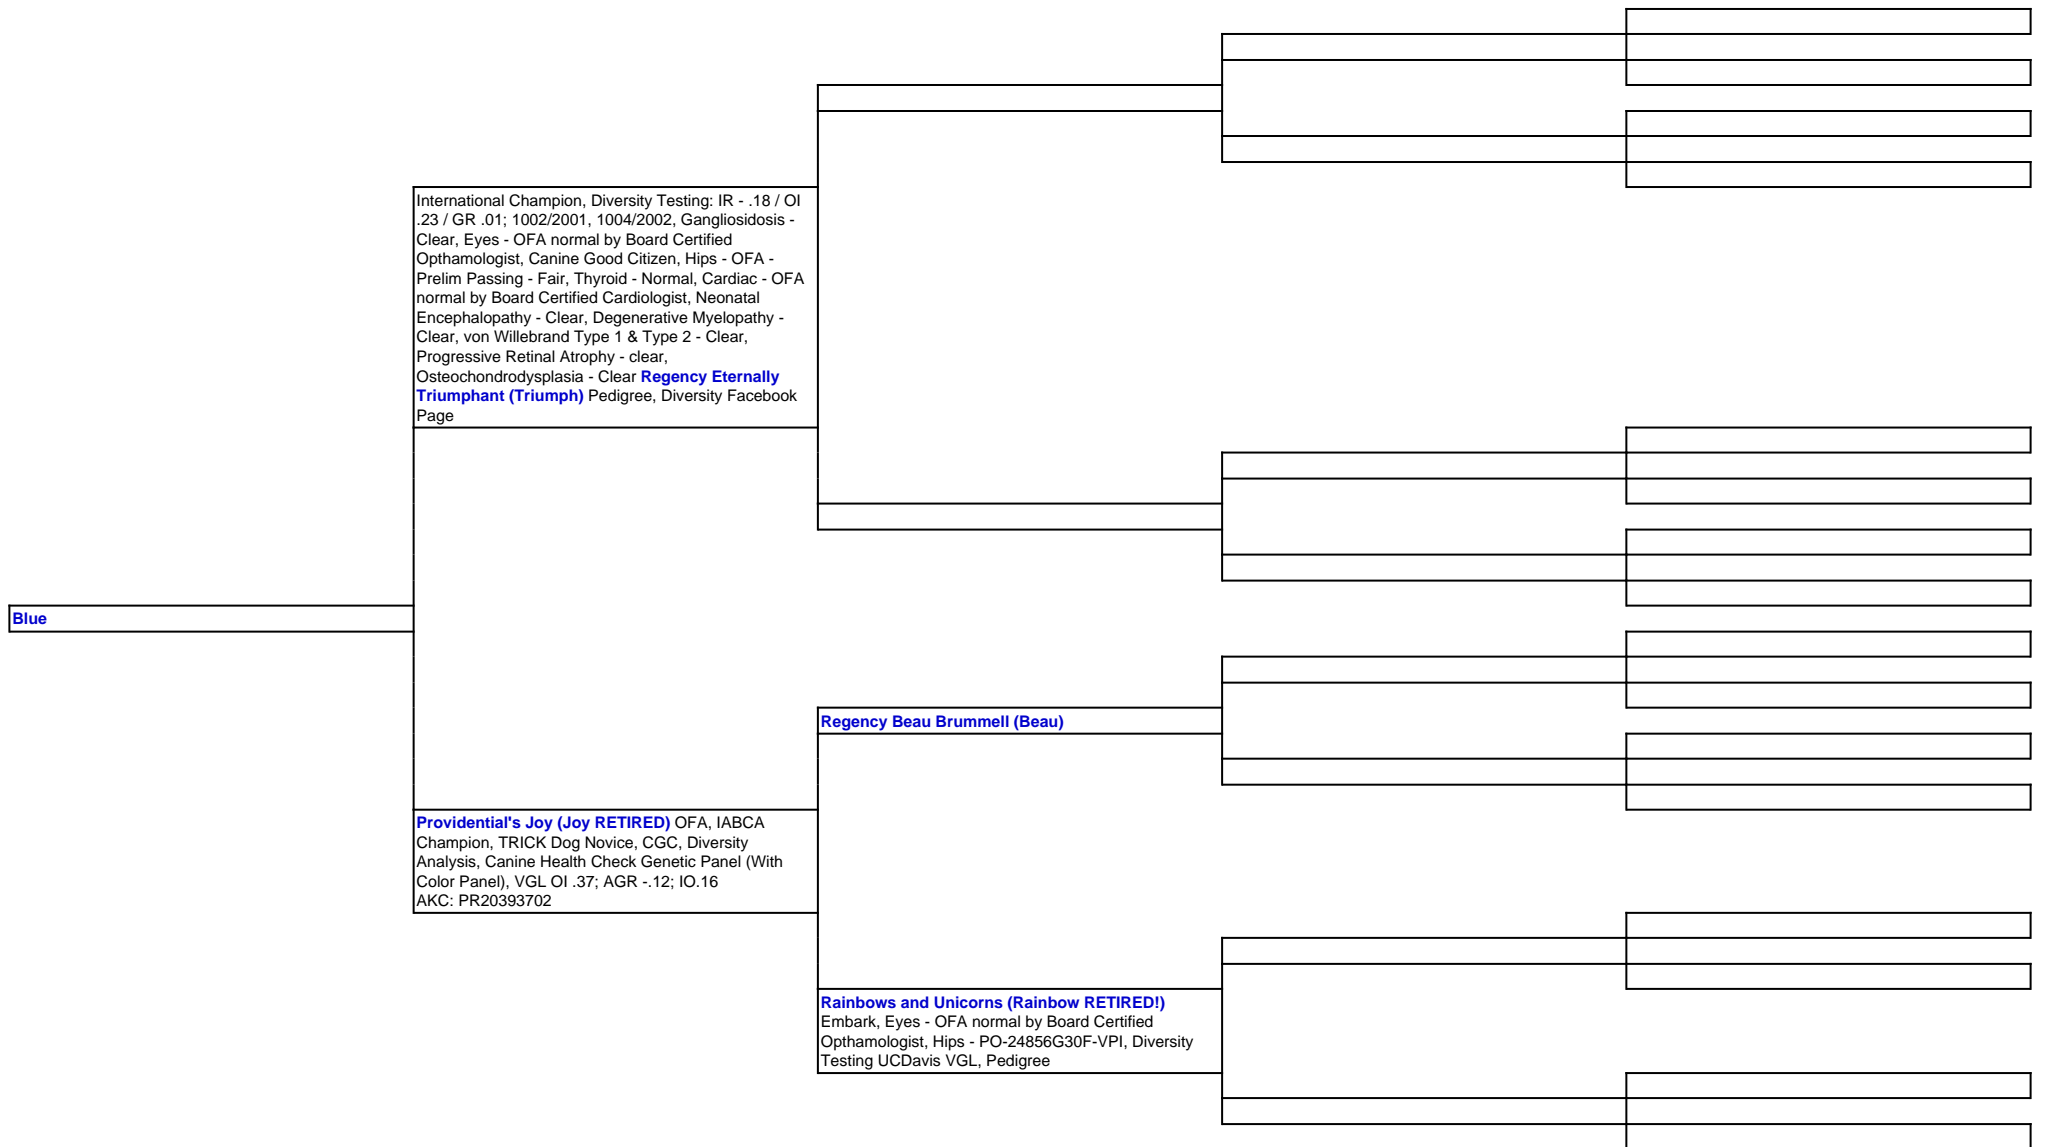 International Champion, Diversity Testing: IR - .18 / OI
.23 / GR .01; 1002/2001, 1004/2002, Gangliosidosis -
Clear, Eyes - OFA normal by Board Certified
Opthamologist, Canine Good Citizen, Hips - OFA -
Prelim Passing - Fair, Thyroid - Normal, Cardiac - OFA
normal by Board Certified Cardiologist, Neonatal
Encephalopathy - Clear, Degenerative Myelopathy -
Clear, von Willebrand Type 1 & Type 2 - Clear,
Progressive Retinal Atrophy - clear,
Osteochondrodysplasia - Clear Regency Eternally
Triumphant (Triumph) Pedigree, Diversity Facebook
Page
Blue
Regency Beau Brummell (Beau)
Providential's Joy (Joy RETIRED) OFA, IABCA
Champion, TRICK Dog Novice, CGC, Diversity
Analysis, Canine Health Check Genetic Panel (With
Color Panel), VGL OI .37; AGR -.12; IO.16
AKC: PR20393702
Rainbows and Unicorns (Rainbow RETIRED!)
Embark, Eyes - OFA normal by Board Certified
Opthamologist, Hips - PO-24856G30F-VPI, Diversity
Testing UCDavis VGL, Pedigree